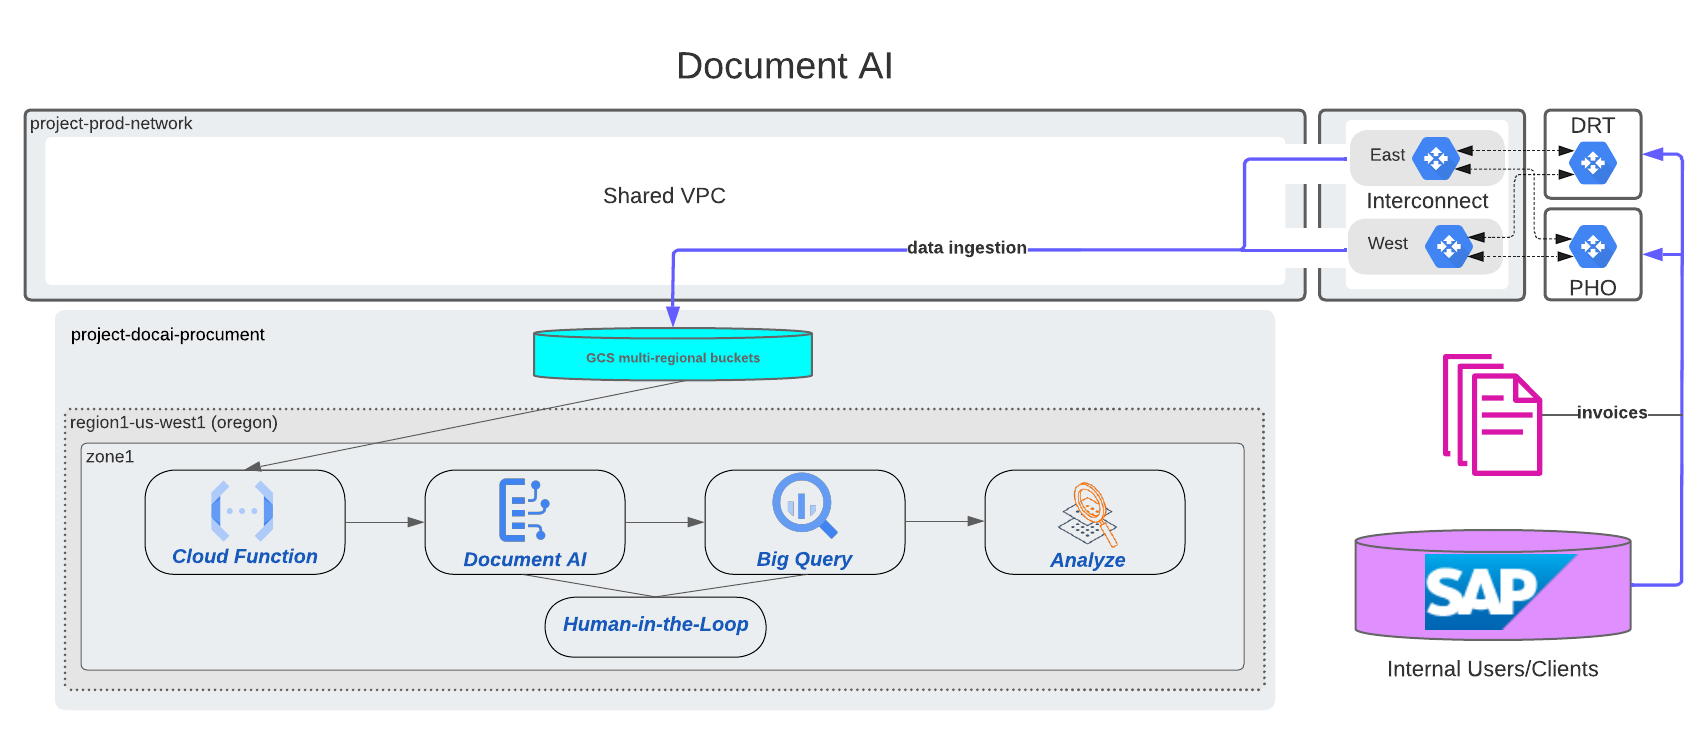 Document AI
project-prod-network
Shared VPC
data ingestion
East
Interconnect
West
DRT
PHO
project-docai-procument
GCS multi-regional buckets
region1-us-west1 (oregon)
zone1
Cloud Function
Document AI
Big Query
Analyze
Human-in-the-Loop
invoices
SAP
Internal Users/Clients